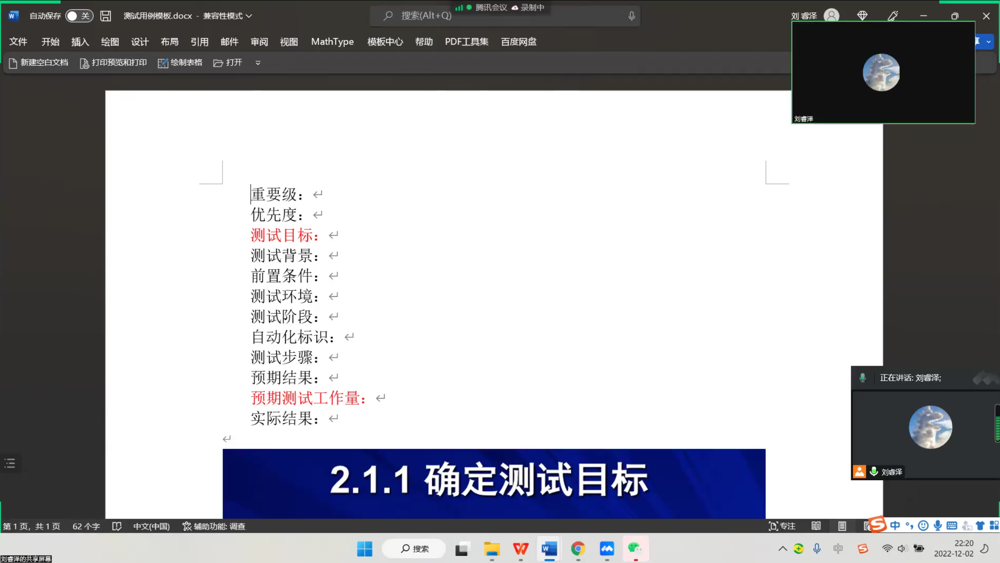 腾讯会议 录制中
自动保存 关 测试用例模板.docx - 兼容性模式 搜索(Alt+Q) 刘 睿泽
文件 开始 插入 绘图 设计 布局 引用 邮件 审阅 视图 MathType 模板中心 帮助 PDF工具集 百度网盘
新建空白文档 打印预览和打印 绘制表格 打开
刘睿泽
重要级：
优先度：
测试目标：
测试背景：
前置条件：
测试环境：
测试阶段：
自动化标识：
测试步骤：
预期结果：
预期测试工作量：
实际结果：
正在讲话: 刘睿泽;
刘睿泽
2.1.1 确定测试目标
第 1 页，共 1 页 62 个字 中文(中国) 辅助功能: 调查 专注 中
搜索 中 22:20
2022-12-02
刘睿泽的共享屏幕